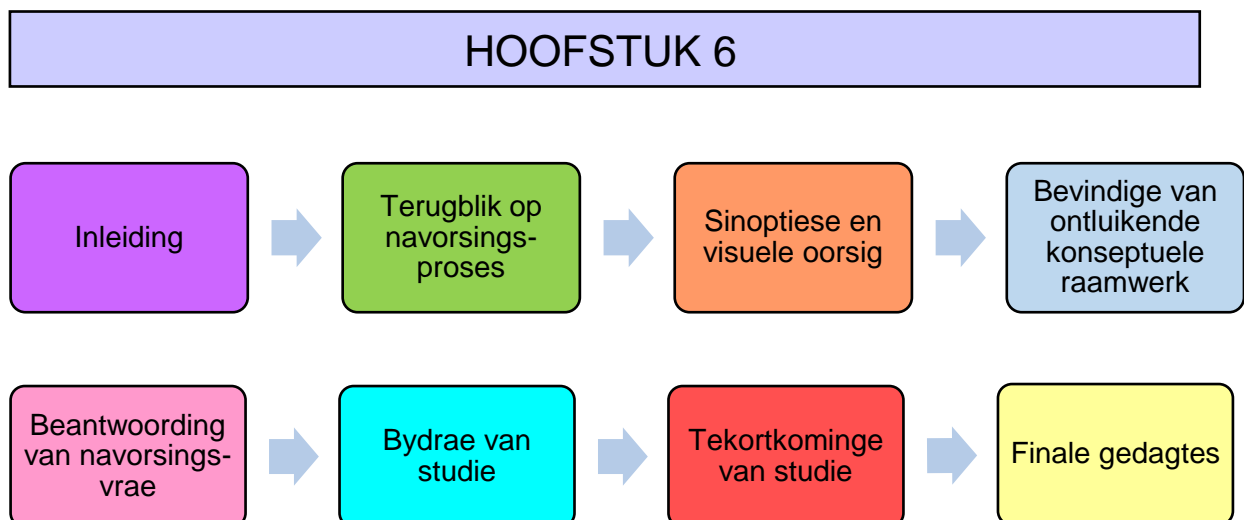 HOOFSTUK 6
Inleiding
Terugblik op
navorsings-
proses
Sinoptiese en
visuele oorsig
Bevindige van
ontluikende
konseptuele
raamwerk
Beantwoording
van navorsings-
vrae
Bydrae van
studie
Tekortkominge
van studie
Finale gedagtes